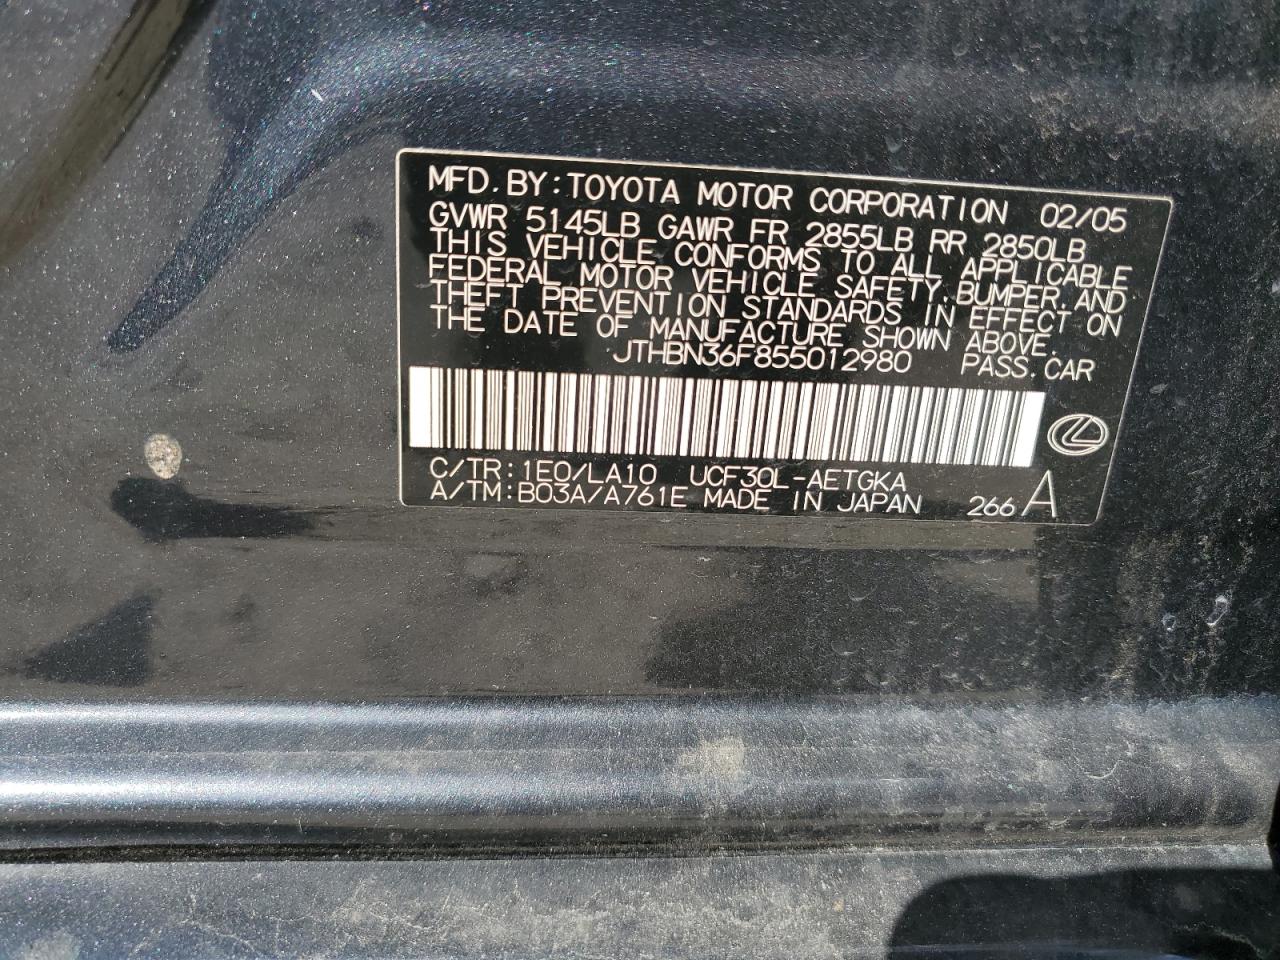 MFD. BY: TOYOTA MOTOR CORPORATION 02/05
GVWR 5145LB GAWR FR 2855LB RR 2850LB
THIS VEHICLE CONFORMS TO ALL APPLICABLE
FEDERAL MOTOR VEHICLE SAFETY, BUMPER, AND
THEFT PREVENTION STANDARDS IN EFFECT ON
THE DATE OF MANUFACTURE SHOWN ABOVE.
JTHBN36F855012980 PASS. CAR
C/TR: 1E0/LA10 UCF30L-AETGKA
A/TM: B03A/A761E MADE IN JAPAN 266 A